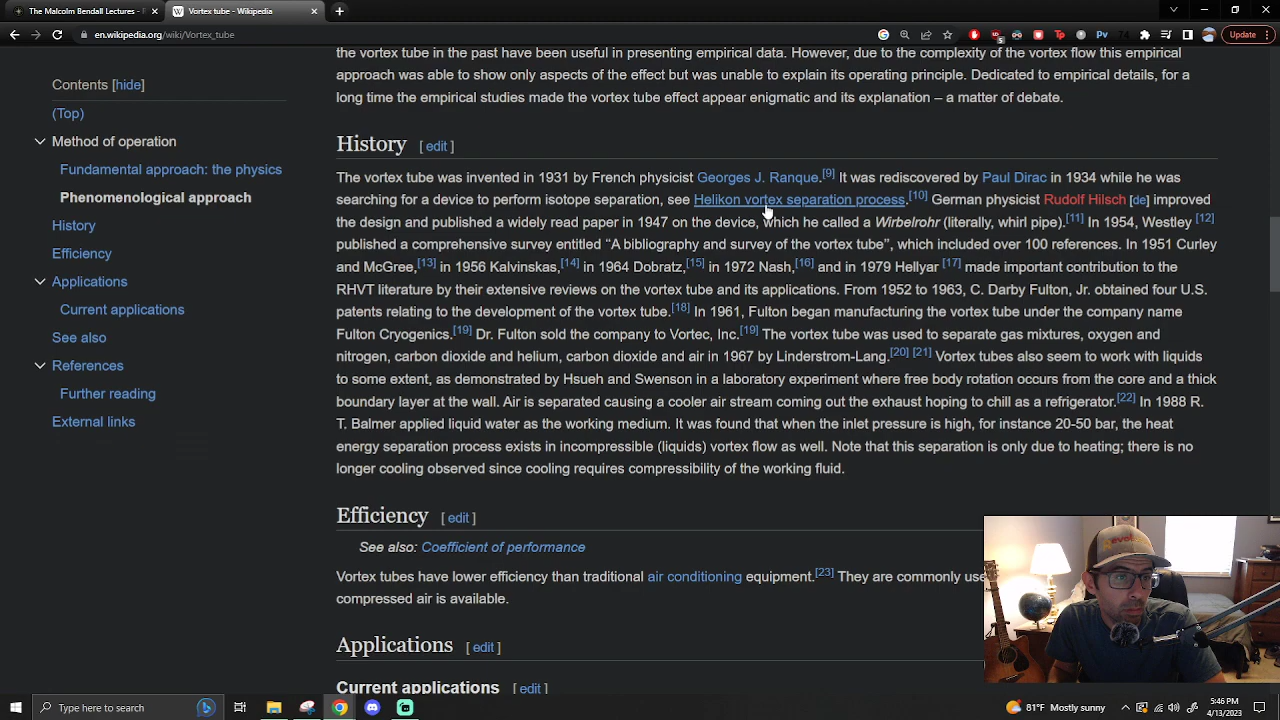 The Malcolm Bendall Lectures - F
Vortex tube - Wikipedia
en.wikipedia.org/wiki/Vortex_tube
Update
Contents [hide]
(Top)
Method of operation
Fundamental approach: the physics
Phenomenological approach
History
Efficiency
Applications
Current applications
See also
References
Further reading
External links
the vortex tube in the past have been useful in presenting empirical data. However, due to the complexity of the vortex flow this empirical
approach was able to show only aspects of the effect but was unable to explain its operating principle. Dedicated to empirical details, for a
long time the empirical studies made the vortex tube effect appear enigmatic and its explanation – a matter of debate.
History [ edit ]
The vortex tube was invented in 1931 by French physicist Georges J. Ranque.[9] It was rediscovered by Paul Dirac in 1934 while he was
searching for a device to perform isotope separation, see Helikon vortex separation process.[10] German physicist Rudolf Hilsch [de] improved
the design and published a widely read paper in 1947 on the device, which he called a Wirbelrohr (literally, whirl pipe).[11] In 1954, Westley [12]
published a comprehensive survey entitled “A bibliography and survey of the vortex tube”, which included over 100 references. In 1951 Curley
and McGree,[13] in 1956 Kalvinskas,[14] in 1964 Dobratz,[15] in 1972 Nash,[16] and in 1979 Hellyar [17] made important contribution to the
RHVT literature by their extensive reviews on the vortex tube and its applications. From 1952 to 1963, C. Darby Fulton, Jr. obtained four U.S.
patents relating to the development of the vortex tube.[18] In 1961, Fulton began manufacturing the vortex tube under the company name
Fulton Cryogenics.[19] Dr. Fulton sold the company to Vortec, Inc.[19] The vortex tube was used to separate gas mixtures, oxygen and
nitrogen, carbon dioxide and helium, carbon dioxide and air in 1967 by Linderstrom-Lang.[20] [21] Vortex tubes also seem to work with liquids
to some extent, as demonstrated by Hsueh and Swenson in a laboratory experiment where free body rotation occurs from the core and a thick
boundary layer at the wall. Air is separated causing a cooler air stream coming out the exhaust hoping to chill as a refrigerator.[22] In 1988 R.
T. Balmer applied liquid water as the working medium. It was found that when the inlet pressure is high, for instance 20-50 bar, the heat
energy separation process exists in incompressible (liquids) vortex flow as well. Note that this separation is only due to heating; there is no
longer cooling observed since cooling requires compressibility of the working fluid.
Efficiency [ edit ]
See also: Coefficient of performance
Vortex tubes have lower efficiency than traditional air conditioning equipment.[23] They are commonly use
compressed air is available.
Applications [ edit ]
Current applications [ edit ]
Type here to search
81°F Mostly sunny
5:46 PM
4/13/2023